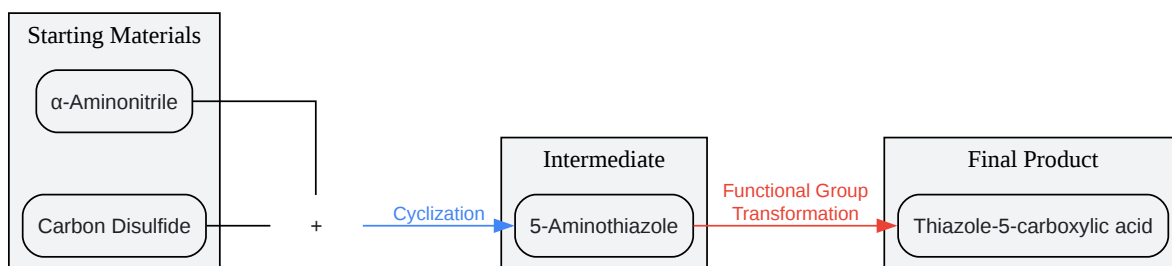 Starting Materials
α-Aminonitrile
Carbon Disulfide
+
Cyclization
Intermediate
5-Aminothiazole
Functional Group
Transformation
Final Product
Thiazole-5-carboxylic acid